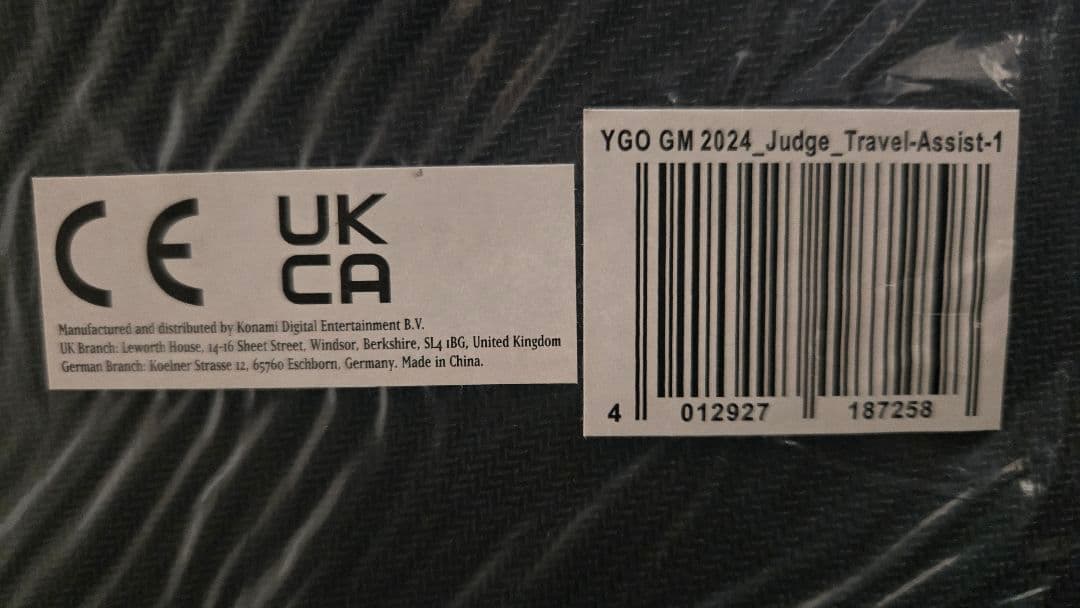 CE
UK
CA
Manufactured and distributed by Konami Digital Entertainment B.V.
UK Branch: Leworth House, 14-16 Sheet Street, Windsor, Berkshire, SL4 1BG, United Kingdom
German Branch: Koelner Strasse 12, 65760 Eschborn, Germany. Made in China.
YGO GM 2024_Judge_Travel-Assist-1
4 012927 187258